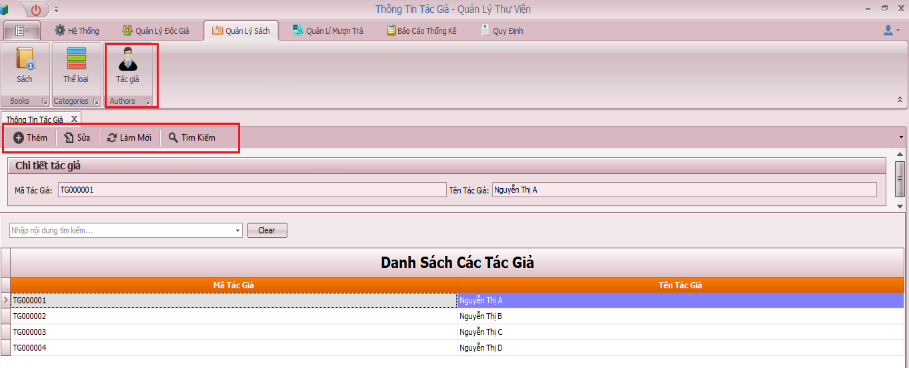 Thông Tin Tác Giả - Quản Lý Thư Viện
Hệ Thống Quản Lý Độc Giả Quản Lý Sách Quản Lí Mượn Trả Báo Cáo Thống Kê Quy Định
Sách Thể loại Tác giả
Books Categories Authors
Thông Tin Tác Giả X
Thêm Sửa Làm Mới Tìm Kiếm
Chi tiết tác giả
Mã Tác Giả: TG000001 Tên Tác Giả: Nguyễn Thị A
Nhập nội dung tìm kiếm... Clear
Danh Sách Các Tác Giả
Mã Tác Giả Tên Tác Giả
TG000001 Nguyễn Thị A
TG000002 Nguyễn Thị B
TG000003 Nguyễn Thị C
TG000004 Nguyễn Thị D